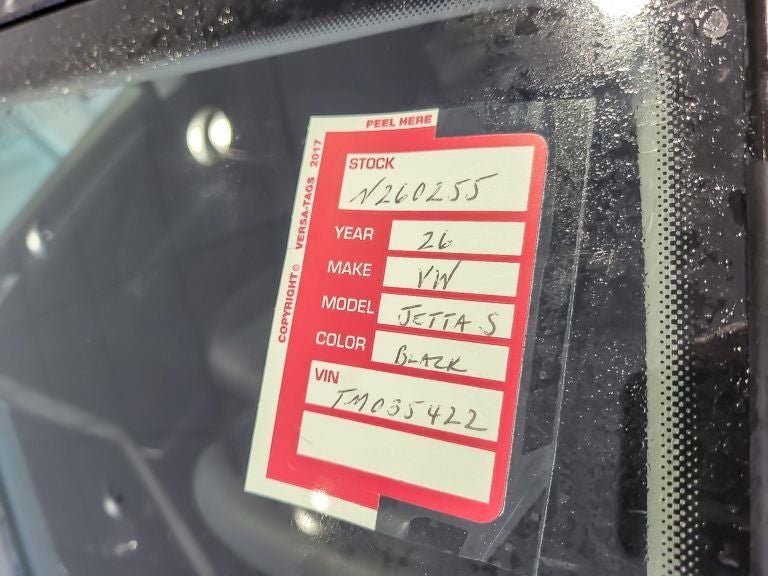 PEEL HERE
COPYRIGHT© VERSA-TAGS 2017
STOCK
N260255
YEAR 26
MAKE VW
MODEL JETTA S
COLOR BLACK
VIN
TM035422